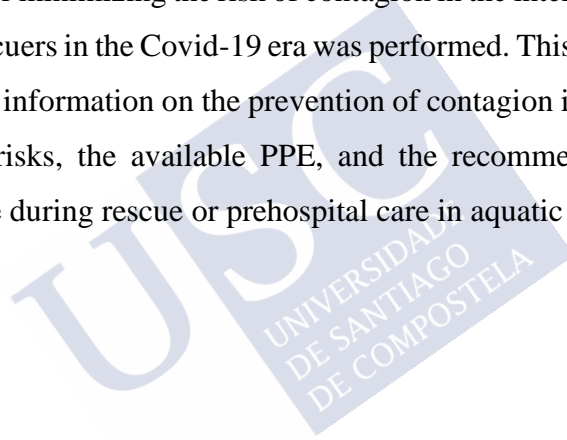 minimizing the risk of contagion in the
cuers in the Covid-19 era was performed. This
information on the prevention of contagion i
risks, the available PPE, and the recomme
during rescue or prehospital care in aquatic
USC
UNIVERSIDADE
DE SANTIAGO
DE COMPOSTELA